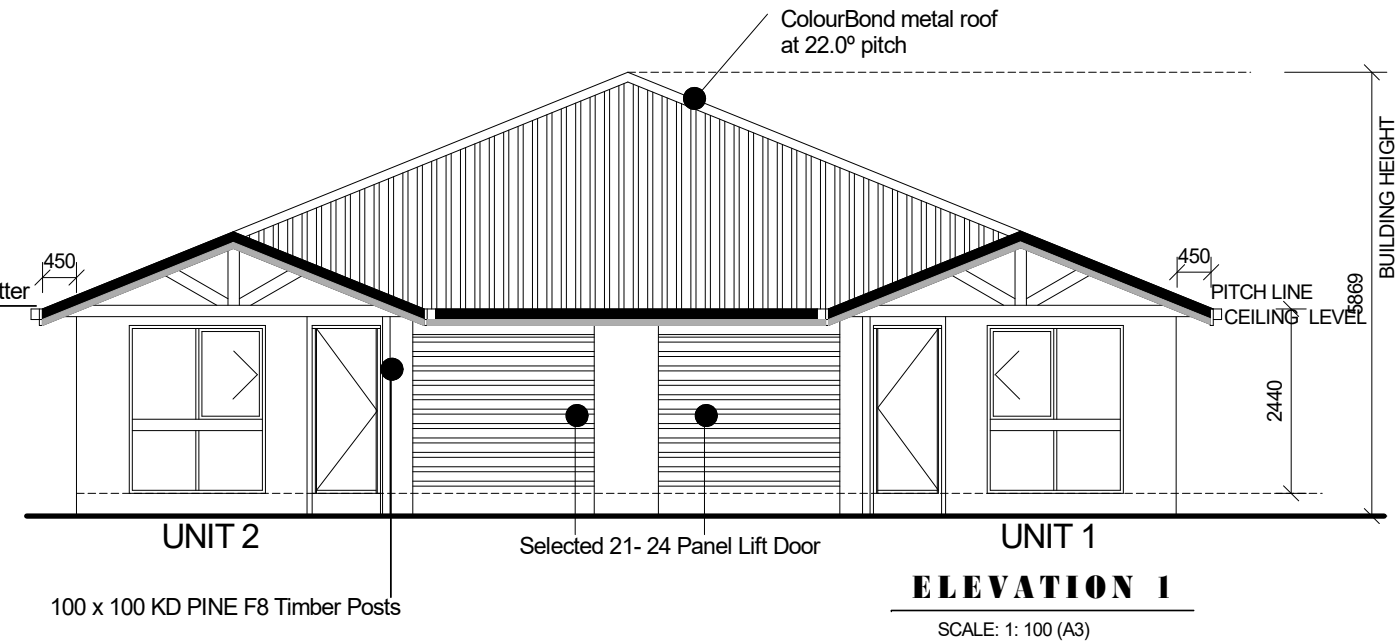 ColourBond metal roof
at 22.0º pitch
BUILDING HEIGHT
5869
450
tter
450
PITCH LINE
CEILING LEVEL
2440
UNIT 2
Selected 21- 24 Panel Lift Door
UNIT 1
100 x 100 KD PINE F8 Timber Posts
ELEVATION 1
SCALE: 1: 100 (A3)